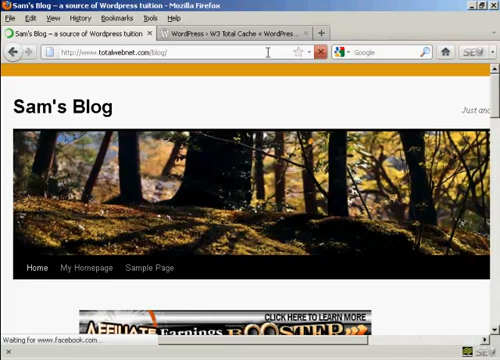 Sam's Blog – a source of Wordpress tuition - Mozilla Firefox
File Edit View History Bookmarks Tools Help
Sam's Blog – a source of Wordpress tuition × WordPress › W3 Total Cache « WordPres... × +
http://www.totalwebnet.com/blog/ Google
Sam's Blog
Just ano
Home My Homepage Sample Page
CLICK HERE TO LEARN MORE
AFFILIATE Earnings BOOSTER
Waiting for www.facebook.com...